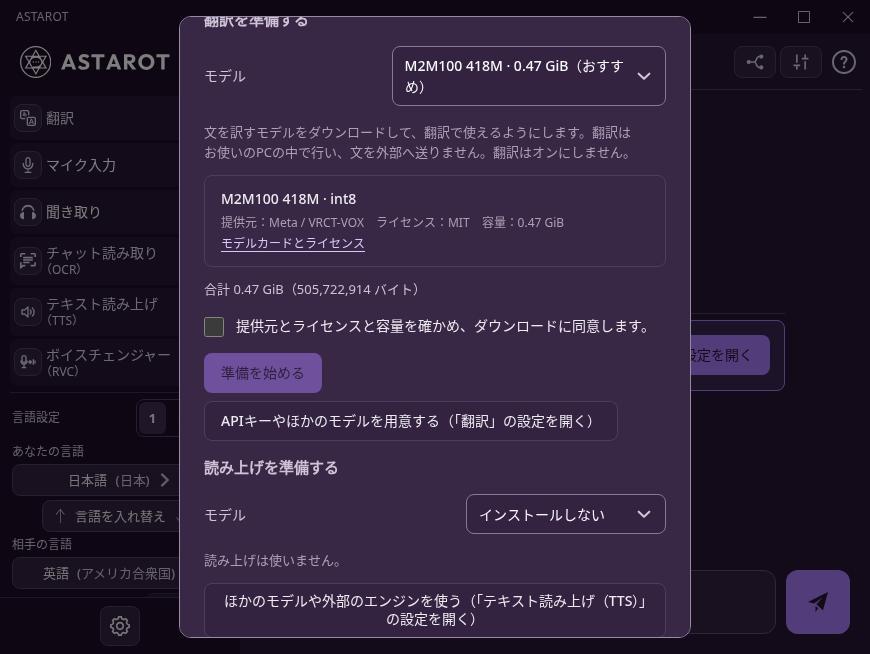 ASTAROT
ASTAROT
翻訳
マイク入力
聞き取り
チャット読み取り
（OCR）
テキスト読み上げ
（TTS）
ボイスチェンジャー
（RVC）
言語設定
1
あなたの言語
日本語（日本）
↑ 言語を入れ替え
相手の言語
英語（アメリカ合衆国）
翻訳を準備する
モデル
M2M100 418M · 0.47 GiB（おすす
め）
文を訳すモデルをダウンロードして、翻訳で使えるようにします。翻訳は
お使いのPCの中で行い、文を外部へ送りません。翻訳はオンにしません。
M2M100 418M · int8
提供元：Meta / VRCT-VOX　ライセンス：MIT　容量：0.47 GiB
モデルカードとライセンス
合計 0.47 GiB（505,722,914 バイト）
提供元とライセンスと容量を確かめ、ダウンロードに同意します。
準備を始める
APIキーやほかのモデルを用意する（「翻訳」の設定を開く）
読み上げを準備する
モデル
インストールしない
読み上げは使いません。
ほかのモデルや外部のエンジンを使う（「テキスト読み上げ（TTS）」
の設定を開く）
?
設定を開く